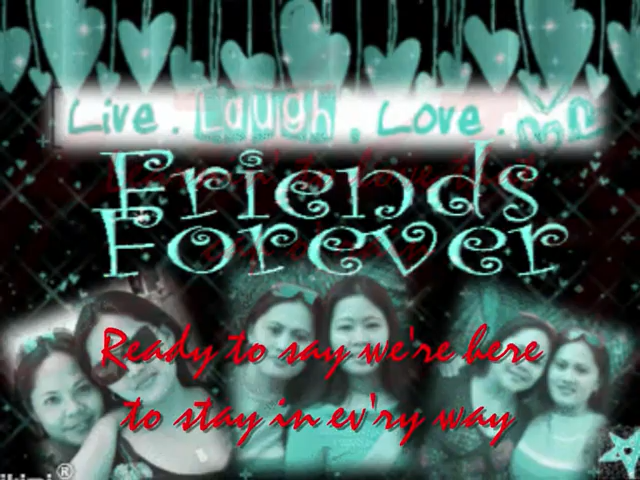 Live. Laugh. Love.
Friends
Forever
Ready to say we're here
to stay in ev'ry way